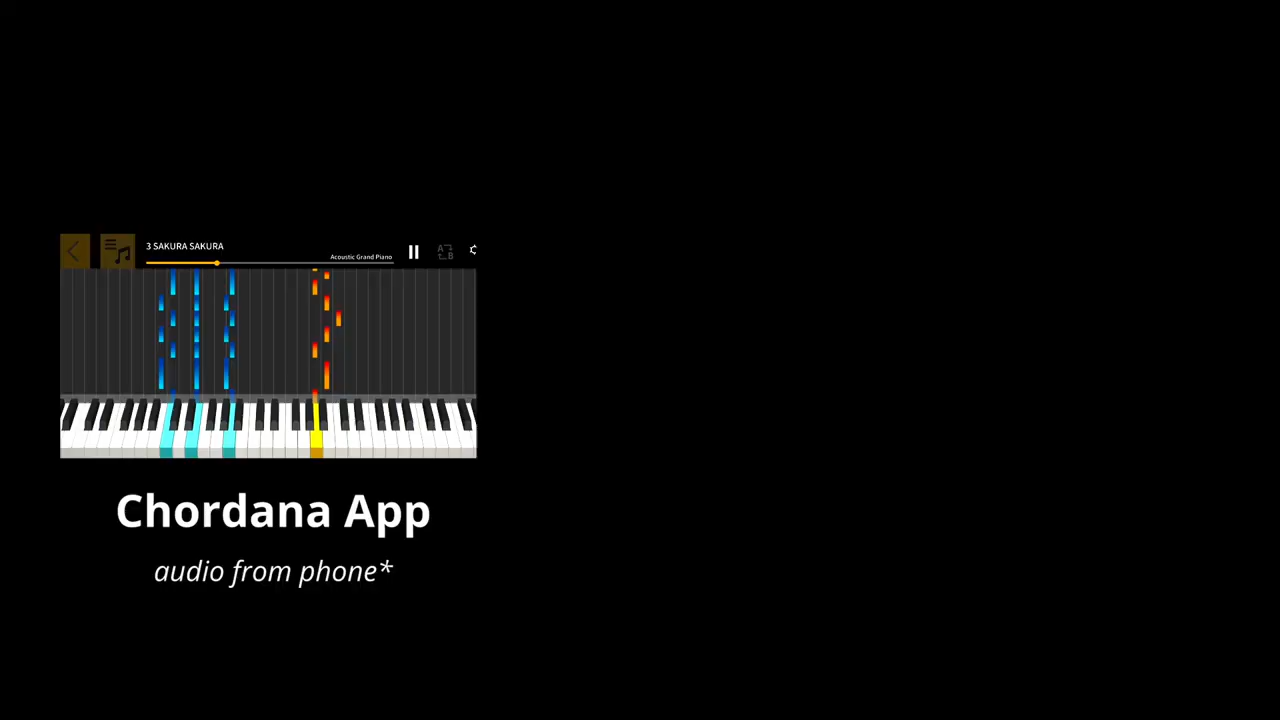 3 SAKURA SAKURA
Acoustic Grand Piano
A
B
Chordana App
audio from phone*